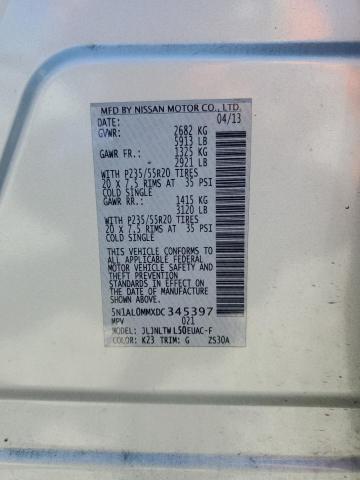 MFD BY NISSAN MOTOR CO., LTD.
DATE: 04/13
GVWR: 2682 KG
5913 LB
GAWR FR.: 1325 KG
2921 LB
WITH P235/55R20 TIRES
20 X 7.5 RIMS AT 35 PSI
COLD SINGLE
GAWR RR.: 1415 KG
3120 LB
WITH P235/55R20 TIRES
20 X 7.5 RIMS AT 35 PSI
COLD SINGLE
THIS VEHICLE CONFORMS TO
ALL APPLICABLE FEDERAL
MOTOR VEHICLE SAFETY
STANDARDS IN EFFECT ON
THE DATE OF MANUFACTURE
SHOWN ABOVE.
5N1AL0MMXDC 345397
MPV 021
MODEL: JLJNLTW L50EUAC-F
COLOR: K23 TRIM: G ZS30A